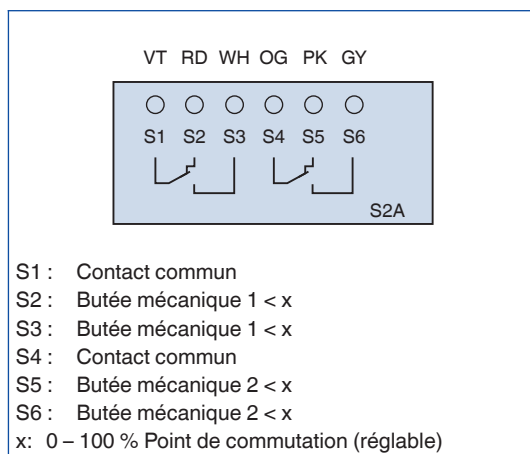 VT RD WH OG PK GY
S1 S2 S3 S4 S5 S6
S2A
S1 : Contact commun
S2 : Butée mécanique 1 < x
S3 : Butée mécanique 1 < x
S4 : Contact commun
S5 : Butée mécanique 2 < x
S6 : Butée mécanique 2 < x
x: 0 – 100 % Point de commutation (réglable)